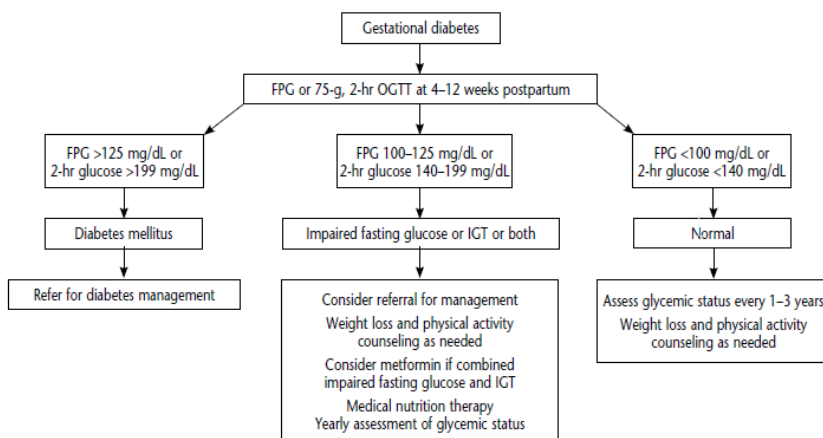 Gestational diabetes
FPG or 75-g, 2-hr OGTT at 4–12 weeks postpartum
FPG >125 mg/dL or
2-hr glucose >199 mg/dL
FPG 100–125 mg/dL or
2-hr glucose 140–199 mg/dL
FPG <100 mg/dL or
2-hr glucose <140 mg/dL
Diabetes mellitus
Impaired fasting glucose or IGT or both
Normal
Refer for diabetes management
Consider referral for management
Weight loss and physical activity
counseling as needed
Consider metformin if combined
impaired fasting glucose and IGT
Medical nutrition therapy
Yearly assessment of glycemic status
Assess glycemic status every 1–3 years
Weight loss and physical activity
counseling as needed